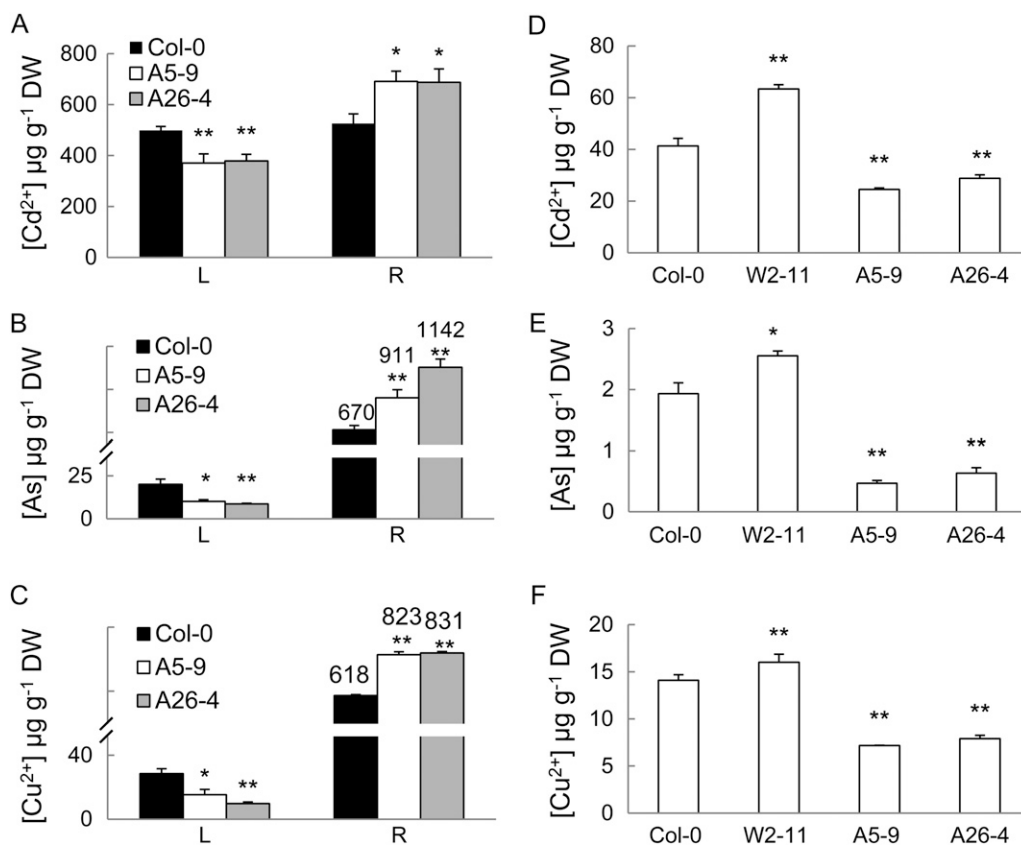 A
Col-0
A5-9
A26-4
[Cd²⁺] µg g⁻¹ DW
800
600
400
200
0
** **
* *
L R
B
Col-0
A5-9
A26-4
[As] µg g⁻¹ DW
25
0
* **
670
911
**
1142
**
L R
C
Col-0
A5-9
A26-4
[Cu²⁺] µg g⁻¹ DW
40
0
* **
618
823
**
831
**
L R
D
[Cd²⁺] µg g⁻¹ DW
80
60
40
20
0
** ** **
Col-0 W2-11 A5-9 A26-4
E
[As] µg g⁻¹ DW
3
2
1
0
* ** **
Col-0 W2-11 A5-9 A26-4
F
[Cu²⁺] µg g⁻¹ DW
20
15
10
5
0
** ** **
Col-0 W2-11 A5-9 A26-4